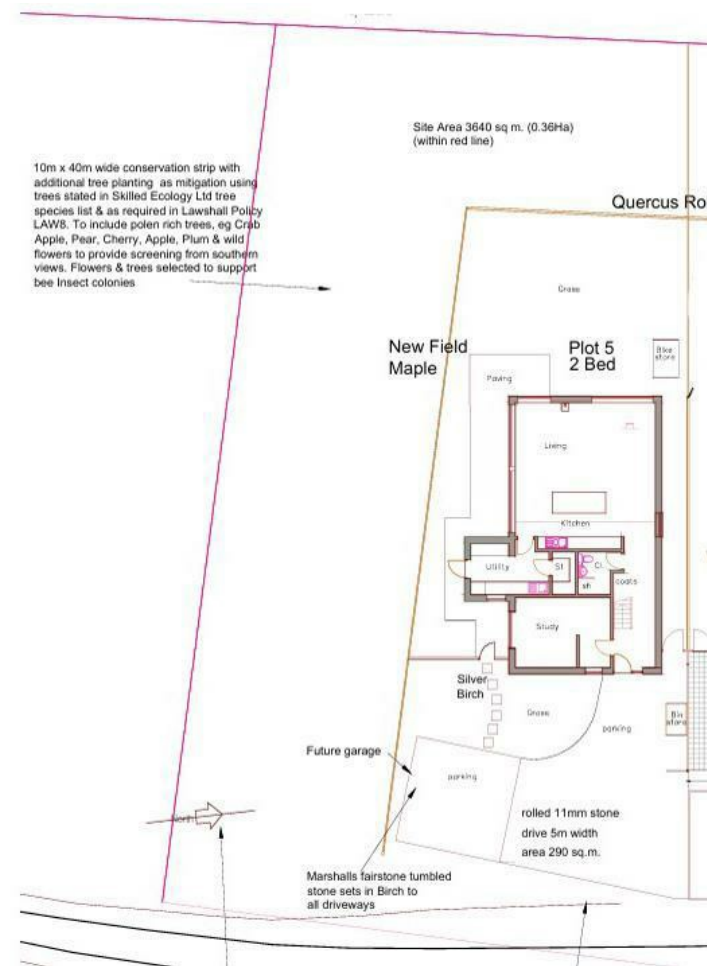 Site Area 3640 sq m. (0.36Ha)
(within red line)
10m x 40m wide conservation strip with
additional tree planting as mitigation using
trees stated in Skilled Ecology Ltd tree
species list & as required in Lawshall Policy
LAW8. To include polen rich trees, eg Crab
Apple, Pear, Cherry, Apple, Plum & wild
flowers to provide screening from southern
views. Flowers & trees selected to support
bee Insect colonies
Quercus Ro
Grass
New Field
Maple
Plot 5
2 Bed
Bike
store
Paving
Living
Kitchen
Utility
St
C
sh
coats
Study
Silver
Birch
Grass
parking
Bin
store
Future garage
parking
rolled 11mm stone
drive 5m width
area 290 sq.m.
North
Marshalls fairstone tumbled
stone sets in Birch to
all driveways